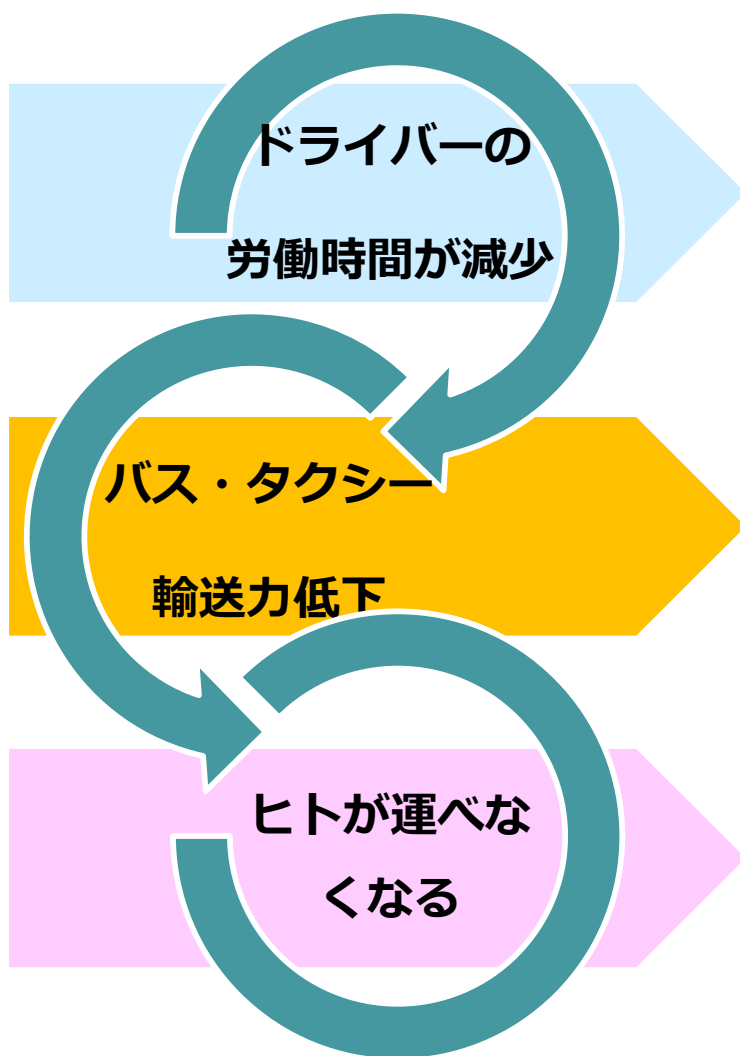 ドライバーの
労働時間が減少
バス・タクシー
輸送力低下
ヒトが運べな
くなる